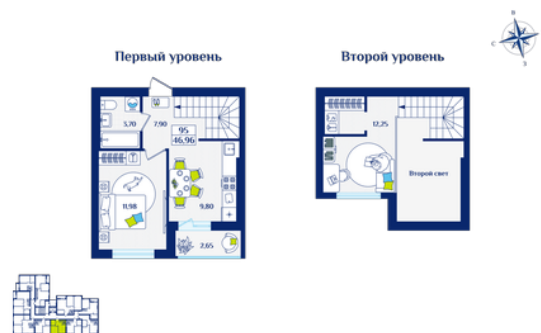 В
С
З
Первый уровень
Второй уровень
5,70
7,90
95
46,96
12,25
11,98
9,80
Второй свет
2,65